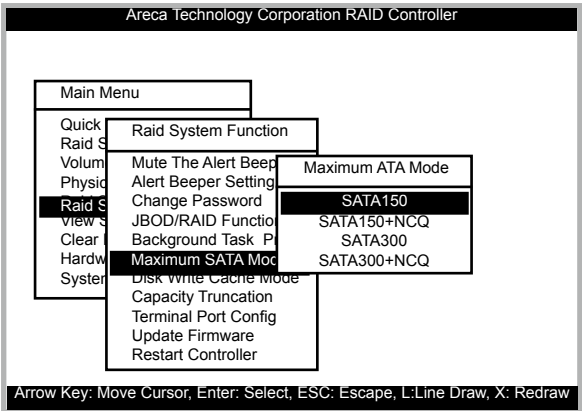 Areca Technology Corporation RAID Controller
Main Menu
Quick
Raid S
Volum
Physic
Raid S
View S
Clear
Hardw
System
Raid System Function
Mute The Alert Beep
Alert Beeper Setting
Change Password
JBOD/RAID Functio
Background Task P
Maximum SATA Mod
Disk Write Cache Mode
Capacity Truncation
Terminal Port Config
Update Firmware
Restart Controller
Maximum ATA Mode
SATA150
SATA150+NCQ
SATA300
SATA300+NCQ
Arrow Key: Move Cursor, Enter: Select, ESC: Escape, L:Line Draw, X: Redraw